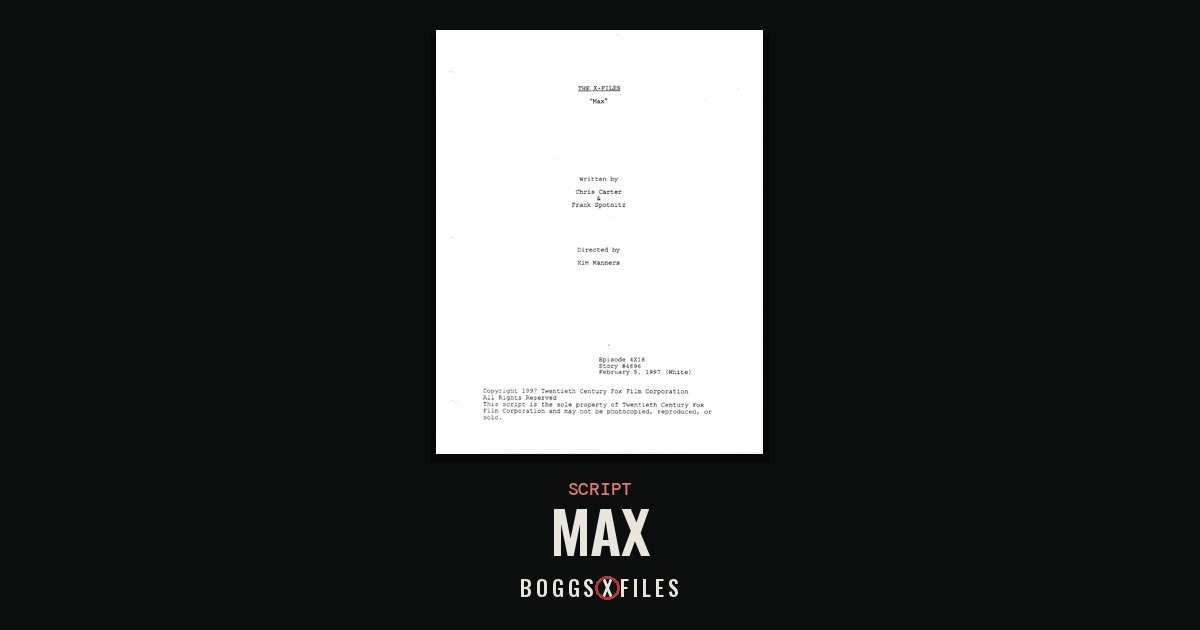 THE X-FILES
"Max"
Written by
Chris Carter
&
Frank Spotnitz
Directed by
Kim Manners
Episode 4X18
Story #4696
February 5, 1997 (White)
Copyright 1997 Twentieth Century Fox Film Corporation
All Rights Reserved
This script is the sole property of Twentieth Century Fox
Film Corporation and may not be photocopied, reproduced, or
sold.
SCRIPT
MAX
BOGGS X FILES